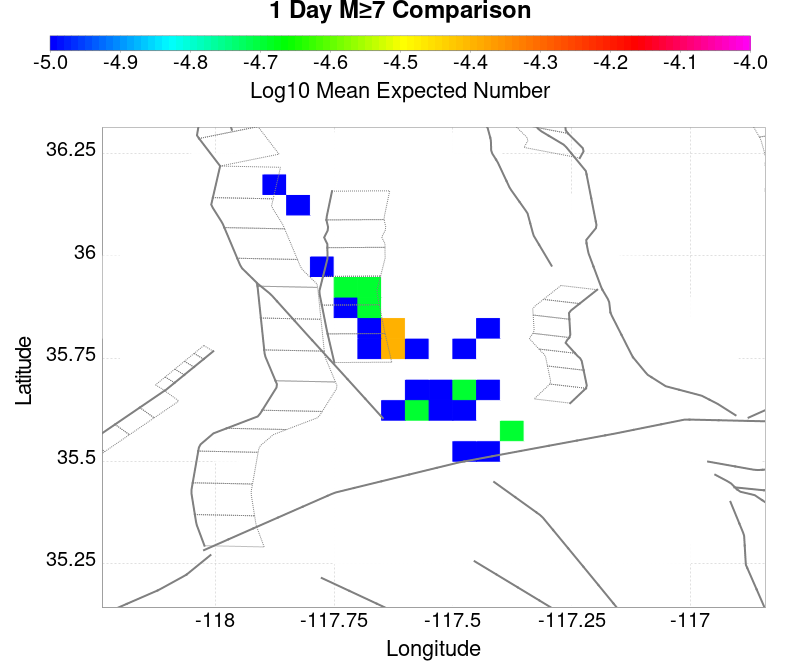 1 Day M≥7 Comparison
-5.0 -4.9 -4.8 -4.7 -4.6 -4.5 -4.4 -4.3 -4.2 -4.1 -4.0
Log10 Mean Expected Number
36.25
36
35.75
35.5
35.25
Latitude
-118 -117.75 -117.5 -117.25 -117
Longitude